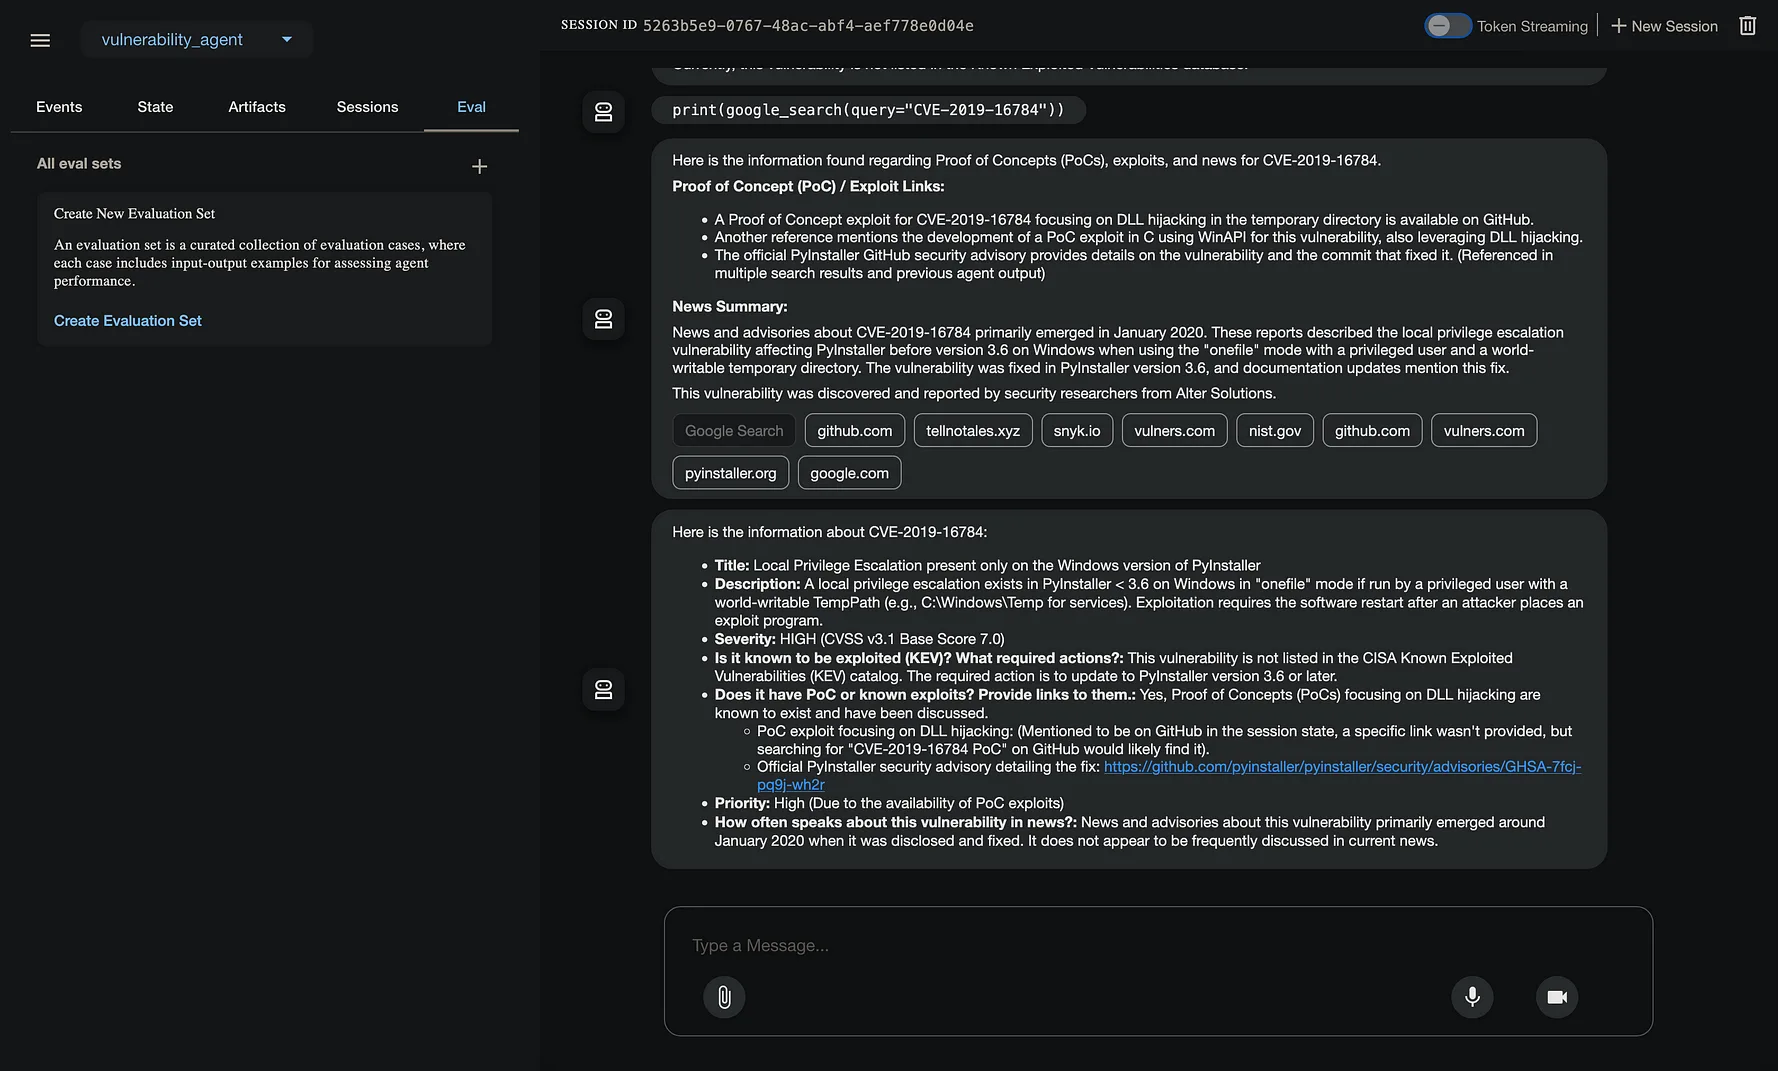 vulnerability_agent
SESSION ID 5263b5e9-0767-48ac-abf4-aef778e0d04e
Token Streaming
New Session
Events
State
Artifacts
Sessions
Eval
All eval sets
Create New Evaluation Set
An evaluation set is a curated collection of evaluation cases, where
each case includes input-output examples for assessing agent
performance.
Create Evaluation Set
Currently, this vulnerability is not listed in the Known Exploited Vulnerabilities database.
print(google_search(query="CVE-2019-16784"))
Here is the information found regarding Proof of Concepts (PoCs), exploits, and news for CVE-2019-16784.
Proof of Concept (PoC) / Exploit Links:
• A Proof of Concept exploit for CVE-2019-16784 focusing on DLL hijacking in the temporary directory is available on GitHub.
• Another reference mentions the development of a PoC exploit in C using WinAPI for this vulnerability, also leveraging DLL hijacking.
• The official PyInstaller GitHub security advisory provides details on the vulnerability and the commit that fixed it. (Referenced in
multiple search results and previous agent output)
News Summary:
News and advisories about CVE-2019-16784 primarily emerged in January 2020. These reports described the local privilege escalation
vulnerability affecting PyInstaller before version 3.6 on Windows when using the "onefile" mode with a privileged user and a world-
writable temporary directory. The vulnerability was fixed in PyInstaller version 3.6, and documentation updates mention this fix.
This vulnerability was discovered and reported by security researchers from Alter Solutions.
Google Search
github.com
tellnotales.xyz
snyk.io
vulners.com
nist.gov
github.com
vulners.com
pyinstaller.org
google.com
Here is the information about CVE-2019-16784:
• Title: Local Privilege Escalation present only on the Windows version of PyInstaller
• Description: A local privilege escalation exists in PyInstaller < 3.6 on Windows in "onefile" mode if run by a privileged user with a
world-writable TempPath (e.g., C:\Windows\Temp for services). Exploitation requires the software restart after an attacker places an
exploit program.
• Severity: HIGH (CVSS v3.1 Base Score 7.0)
• Is it known to be exploited (KEV)? What required actions?: This vulnerability is not listed in the CISA Known Exploited
Vulnerabilities (KEV) catalog. The required action is to update to PyInstaller version 3.6 or later.
• Does it have PoC or known exploits? Provide links to them.: Yes, Proof of Concepts (PoCs) focusing on DLL hijacking are
known to exist and have been discussed.
◦ PoC exploit focusing on DLL hijacking: (Mentioned to be on GitHub in the session state, a specific link wasn't provided, but
searching for "CVE-2019-16784 PoC" on GitHub would likely find it).
◦ Official PyInstaller security advisory detailing the fix: https://github.com/pyinstaller/pyinstaller/security/advisories/GHSA-7fcj-
pq9j-wh2r
• Priority: High (Due to the availability of PoC exploits)
• How often speaks about this vulnerability in news?: News and advisories about this vulnerability primarily emerged around
January 2020 when it was disclosed and fixed. It does not appear to be frequently discussed in current news.
Type a Message...